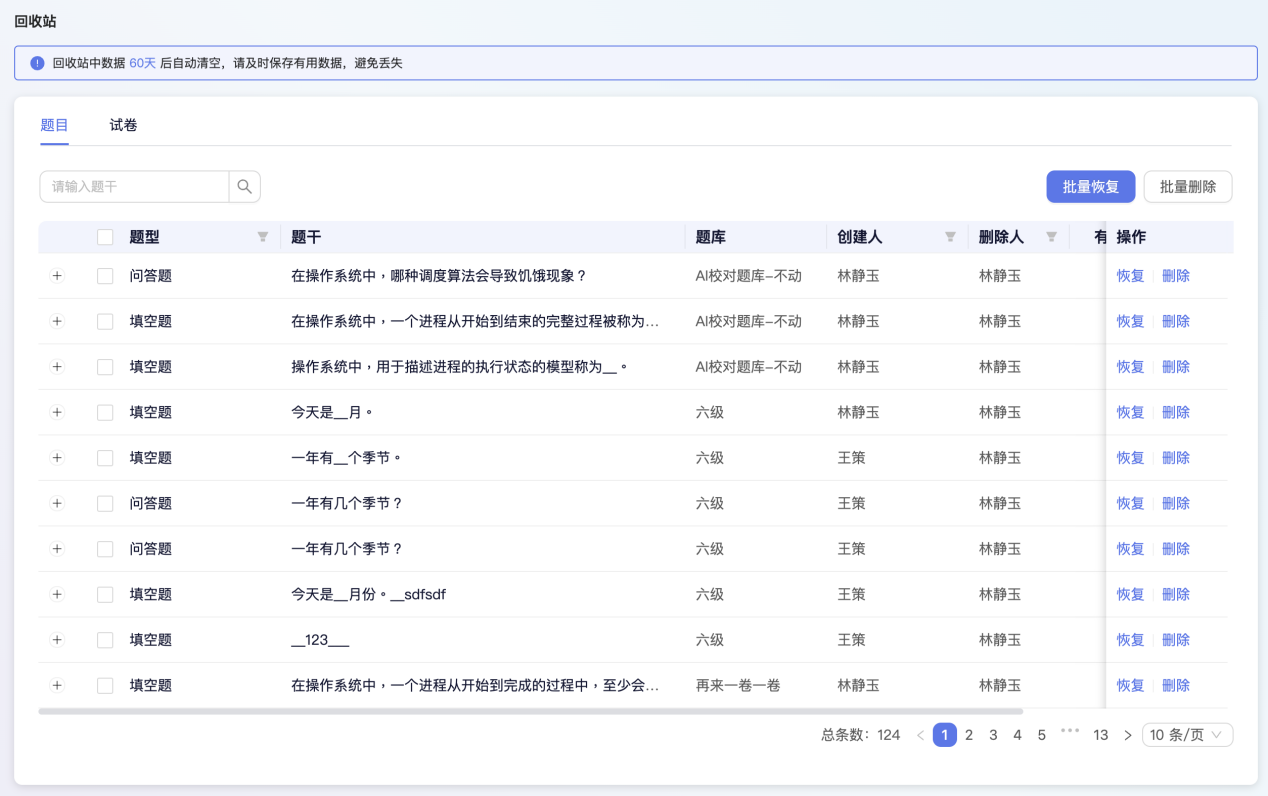 回收站
回收站中数据 60天 后自动清空，请及时保存有用数据，避免丢失
题目 试卷
请输入题干 批量恢复 批量删除
题型 题干 题库 创建人 删除人 有 操作
问答题 在操作系统中，哪种调度算法会导致饥饿现象？ AI校对题库-不动 林静玉 林静玉 恢复 删除
填空题 在操作系统中，一个进程从开始到结束的完整过程被称为... AI校对题库-不动 林静玉 林静玉 恢复 删除
填空题 操作系统中，用于描述进程的执行状态的模型称为__。 AI校对题库-不动 林静玉 林静玉 恢复 删除
填空题 今天是__月。 六级 林静玉 林静玉 恢复 删除
填空题 一年有__个季节。 六级 王策 林静玉 恢复 删除
问答题 一年有几个季节？ 六级 王策 林静玉 恢复 删除
问答题 一年有几个季节？ 六级 王策 林静玉 恢复 删除
填空题 今天是__月份。__sdfsdf 六级 王策 林静玉 恢复 删除
填空题 __123___ 六级 王策 林静玉 恢复 删除
填空题 在操作系统中，一个进程从开始到完成的过程中，至少会... 再来一卷一卷 林静玉 林静玉 恢复 删除
总条数：124 < 1 2 3 4 5 ••• 13 > 10 条/页